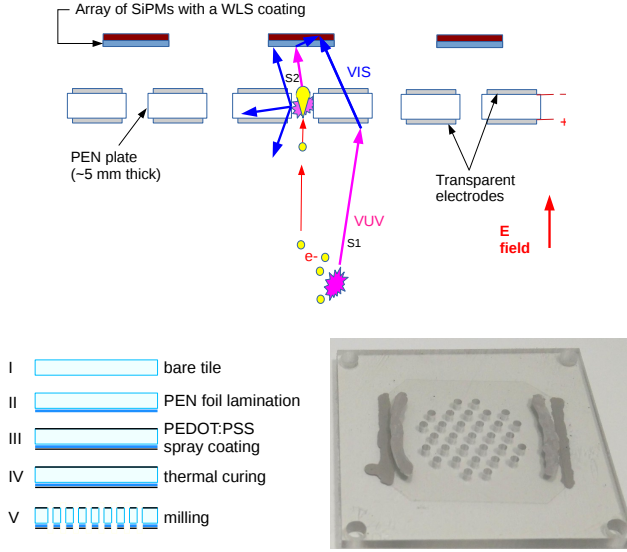 Array of SiPMs with a WLS coating
S2
VIS
-
+
PEN plate
(~5 mm thick)
Transparent
electrodes
VUV
E
field
S1
e-
I
bare tile
II
PEN foil lamination
III
PEDOT:PSS
spray coating
IV
thermal curing
V
milling